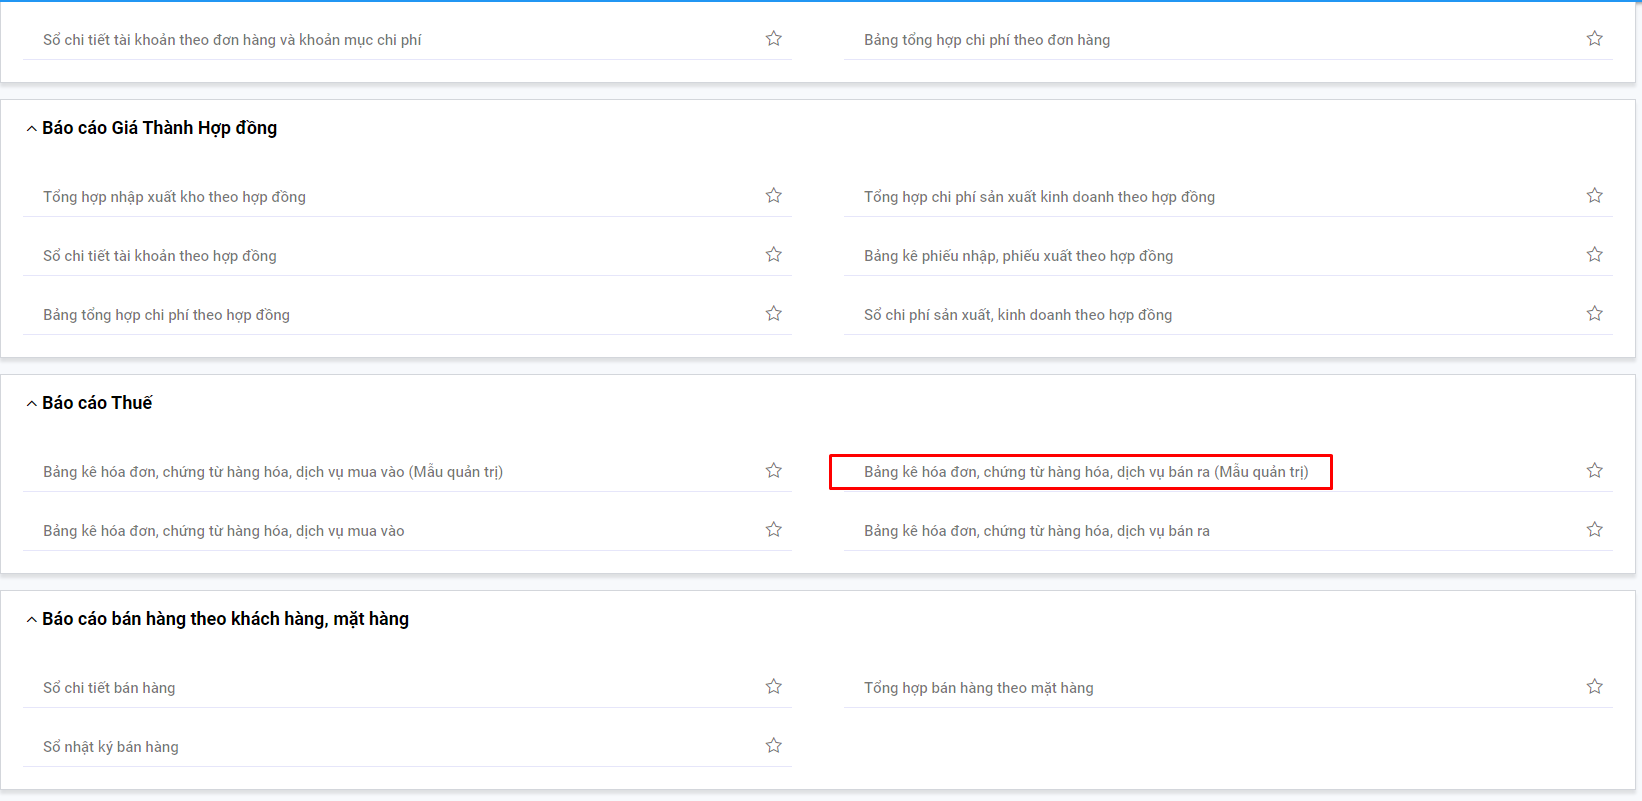 Sổ chi tiết tài khoản theo đơn hàng và khoản mục chi phí
Bảng tổng hợp chi phí theo đơn hàng
Báo cáo Giá Thành Hợp đồng
Tổng hợp nhập xuất kho theo hợp đồng
Tổng hợp chi phí sản xuất kinh doanh theo hợp đồng
Sổ chi tiết tài khoản theo hợp đồng
Bảng kê phiếu nhập, phiếu xuất theo hợp đồng
Bảng tổng hợp chi phí theo hợp đồng
Sổ chi phí sản xuất, kinh doanh theo hợp đồng
Báo cáo Thuế
Bảng kê hóa đơn, chứng từ hàng hóa, dịch vụ mua vào (Mẫu quản trị)
Bảng kê hóa đơn, chứng từ hàng hóa, dịch vụ bán ra (Mẫu quản trị)
Bảng kê hóa đơn, chứng từ hàng hóa, dịch vụ mua vào
Bảng kê hóa đơn, chứng từ hàng hóa, dịch vụ bán ra
Báo cáo bán hàng theo khách hàng, mặt hàng
Sổ chi tiết bán hàng
Tổng hợp bán hàng theo mặt hàng
Sổ nhật ký bán hàng